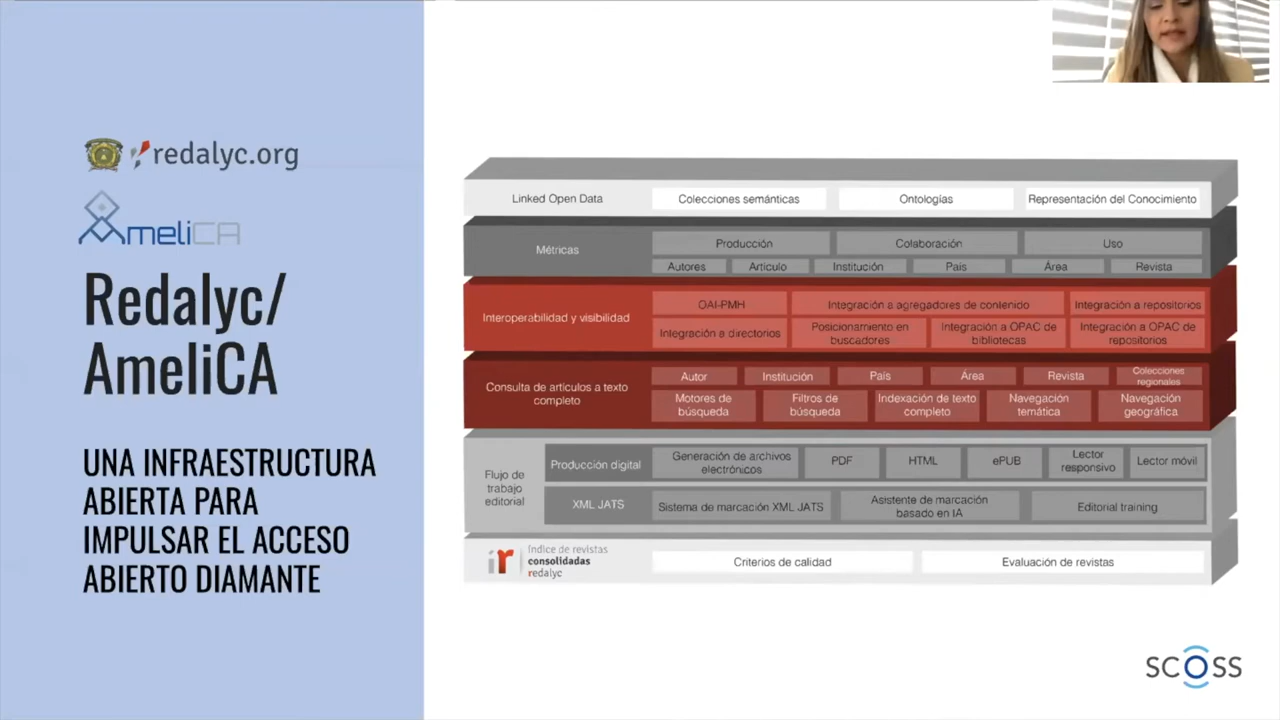 redalyc.org
AmeliCA
Redalyc/
AmeliCA
UNA INFRAESTRUCTURA
ABIERTA PARA
IMPULSAR EL ACCESO
ABIERTO DIAMANTE
Linked Open Data
Colecciones semánticas
Ontologías
Representación del Conocimiento
Métricas
Producción
Colaboración
Uso
Autores
Artículo
Institución
País
Área
Revista
Interoperabilidad y visibilidad
OAI-PMH
Integración a agregadores de contenido
Integración a repositorios
Integración a directorios
Posicionamiento en
buscadores
Integración a OPAC de
bibliotecas
Integración a OPAC de
repositorios
Consulta de artículos a texto
completo
Autor
Institución
País
Área
Revista
Colecciones
regionales
Motores de
búsqueda
Filtros de
búsqueda
Indexación de texto
completo
Navegación
temática
Navegación
geográfica
Flujo de
trabajo
editorial
Producción digital
Generación de archivos
electrónicos
PDF
HTML
ePUB
Lector
responsivo
Lector móvil
XML JATS
Sistema de marcación XML JATS
Asistente de marcación
basado en IA
Editorial training
ir
índice de revistas
consolidadas
redalyc
Criterios de calidad
Evaluación de revistas
SCOSS